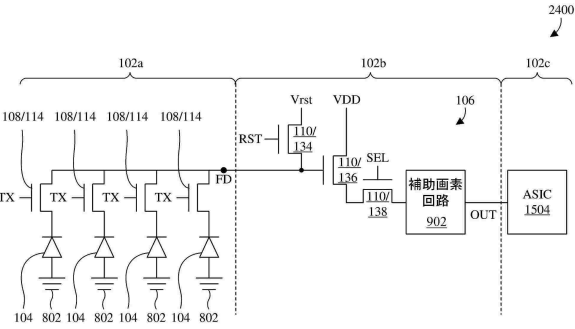 2400
102a 102b 102c
108/114 108/114 108/114 108/114
Vrst VDD 106
RST 110/
134
SEL
FD 110/
136
TX TX TX TX
110/
138
補助画素
回路
902
OUT
ASIC
1504
104 802 104 802 104 802 104 802